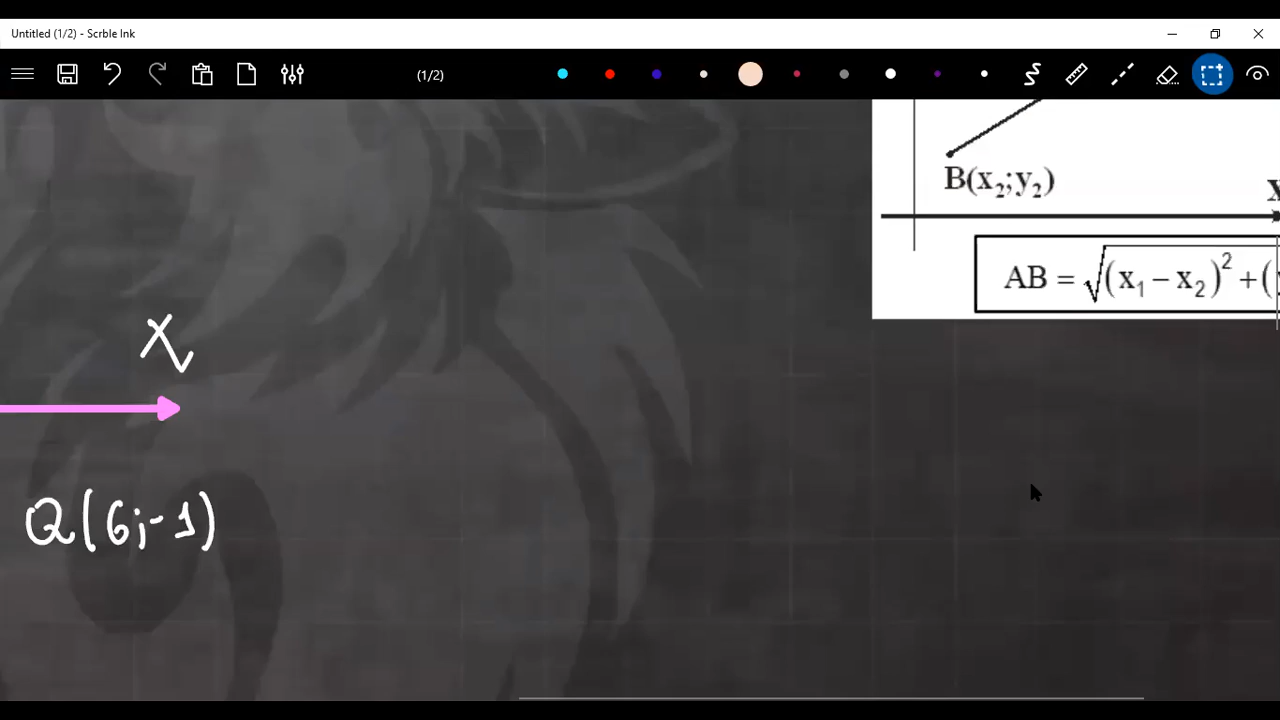 Untitled (1/2) - Scrble Ink
(1/2)
B(x₂;y₂)
X
AB = √(x₁ − x₂)² + (
X
Q(6;-1)